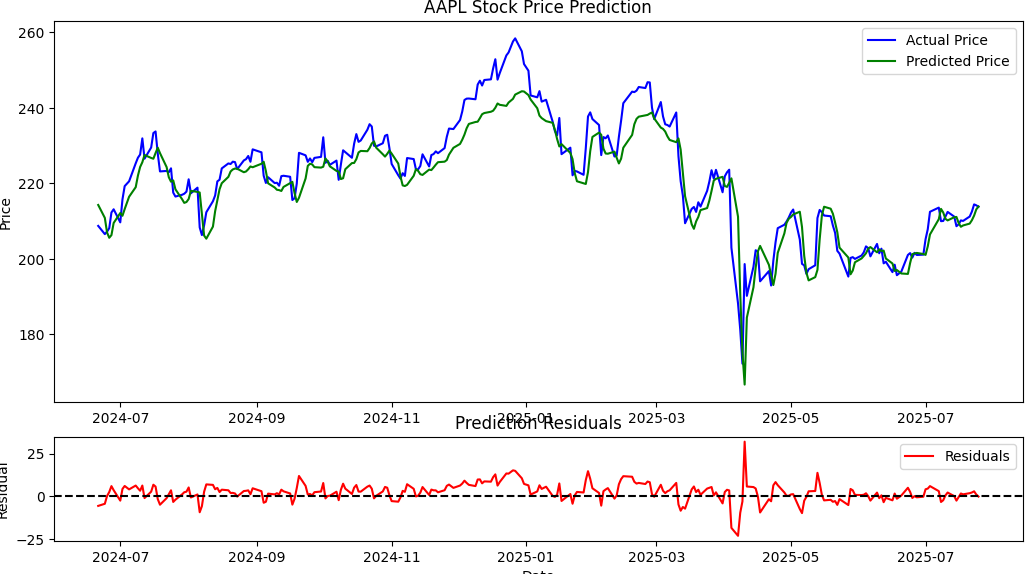 AAPL Stock Price Prediction
260
240
220
200
180
Price
Actual Price
Predicted Price
2024-07 2024-09 2024-11 2025-01 2025-03 2025-05 2025-07
Prediction Residuals
25
0
−25
Residual
Residuals
2024-07 2024-09 2024-11 2025-01 2025-03 2025-05 2025-07
Date